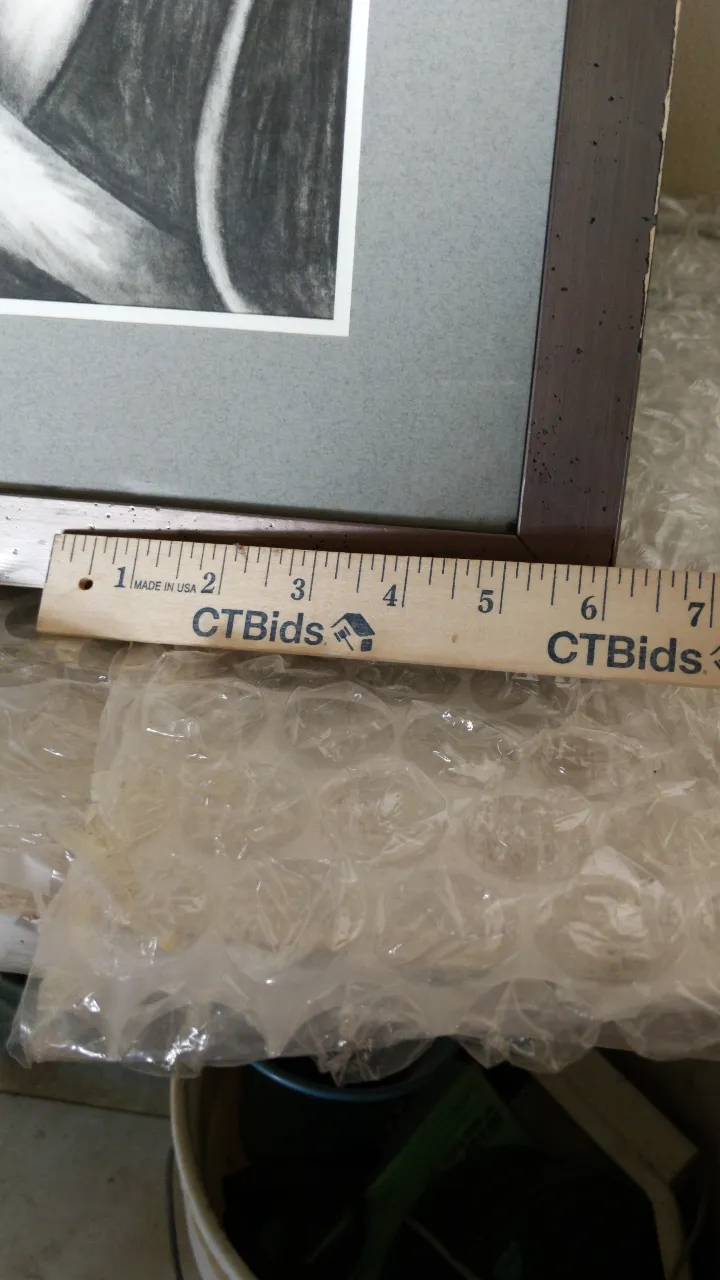 1 MADE IN USA 2 3 4 5 6 7
CTBids. CTBids.